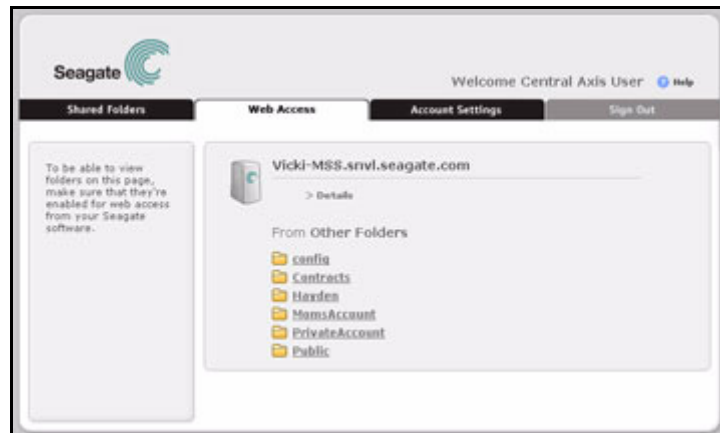 Seagate
Welcome Central Axis User ? Help
Shared Folders Web Access Account Settings Sign Out
To be able to view
folders on this page,
make sure that they're
enabled for web access
from your Seagate
software.
Vicki-MSS.snvl.seagate.com
> Details
From Other Folders
config
Contracts
Hayden
MomsAccount
PrivateAccount
Public